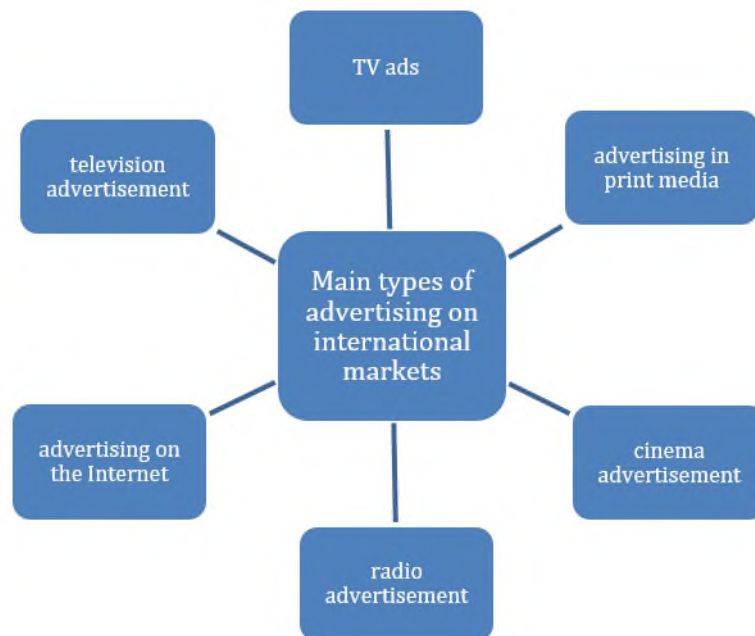 TV ads
television
advertisement
advertising in
print media
Main types of
advertising on
international
markets
advertising on
the Internet
cinema
advertisement
radio
advertisement